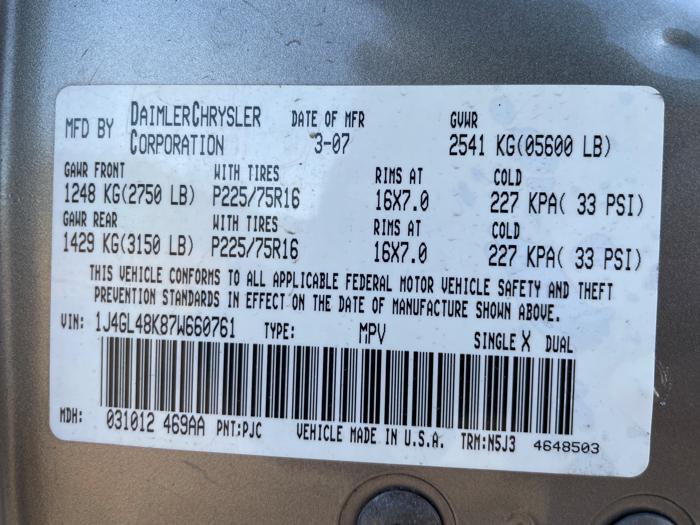 MFD BY DAIMLERCHRYSLER CORPORATION DATE OF MFR 3-07 GVWR 2541 KG(05600 LB)
GAWR FRONT WITH TIRES RIMS AT COLD
1248 KG(2750 LB) P225/75R16 16X7.0 227 KPA( 33 PSI)
GAWR REAR WITH TIRES RIMS AT COLD
1429 KG(3150 LB) P225/75R16 16X7.0 227 KPA( 33 PSI)
THIS VEHICLE CONFORMS TO ALL APPLICABLE FEDERAL MOTOR VEHICLE SAFETY AND THEFT
PREVENTION STANDARDS IN EFFECT ON THE DATE OF MANUFACTURE SHOWN ABOVE.
VIN: 1J4GL48K87W660761 TYPE: MPV SINGLE X DUAL
MDH: 031012 469AA PNT:PJC VEHICLE MADE IN U.S.A. TRM:N5J3 4648503